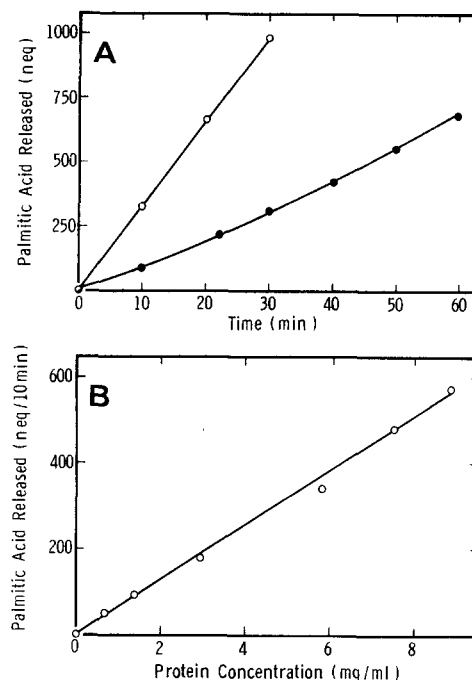 A
Palmitic Acid Released (neq)
1000
750
500
250
0
0 10 20 30 40 50 60
Time (min)
B
Palmitic Acid Released (neq/10min)
600
400
200
0 2 4 6 8
Protein Concentration (mg/ml)